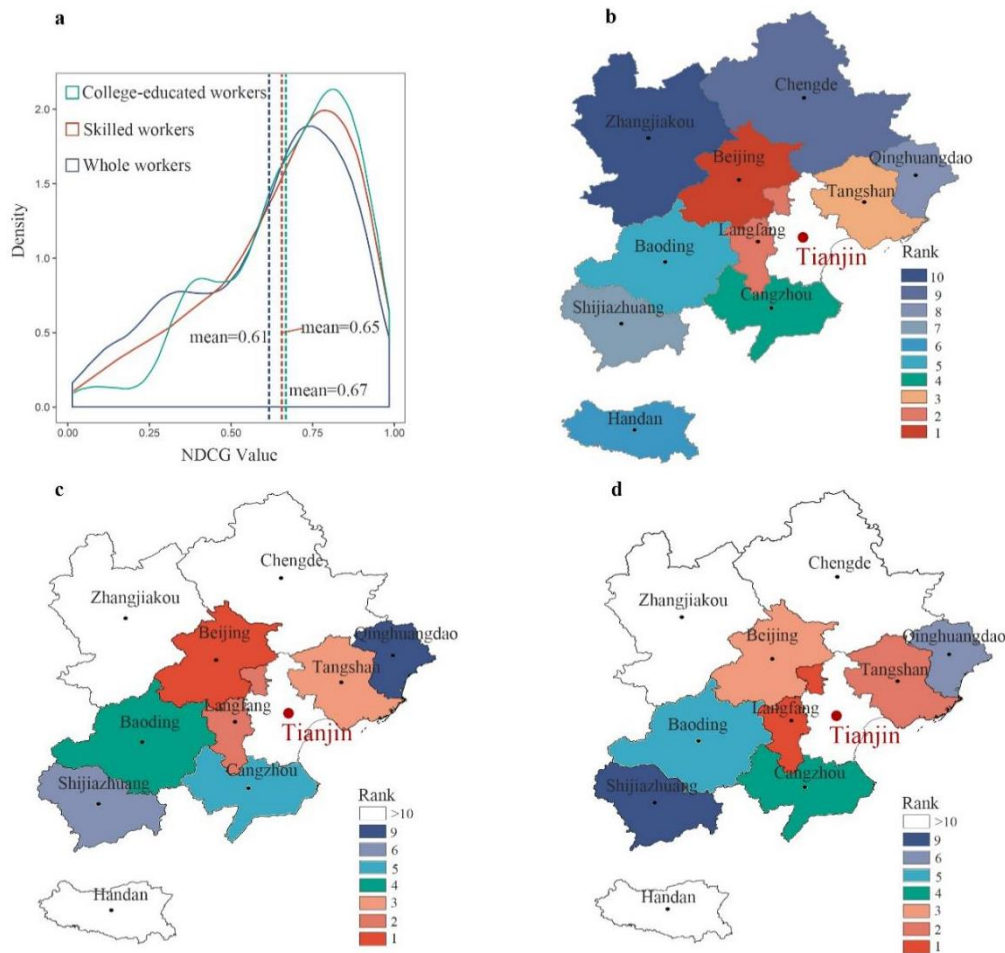 a
College-educated workers
Skilled workers
Whole workers
Density
2.0
1.5
1.0
0.5
0.0
mean=0.61
mean=0.65
mean=0.67
0.00 0.25 0.50 0.75 1.00
NDCG Value
b
Chengde
Zhangjiakou
Beijing
Qinghuangdao
Tangshan
Langfang
Tianjin
Baoding
Cangzhou
Shijiazhuang
Handan
Rank
10
9
8
7
6
5
4
3
2
1
c
Chengde
Zhangjiakou
Beijing
Qinghuangdao
Tangshan
Langfang
Tianjin
Baoding
Cangzhou
Shijiazhuang
Handan
Rank
>10
9
6
5
4
3
2
1
d
Chengde
Zhangjiakou
Beijing
Qinghuangdao
Tangshan
Langfang
Tianjin
Baoding
Cangzhou
Shijiazhuang
Handan
Rank
>10
9
6
5
4
3
2
1